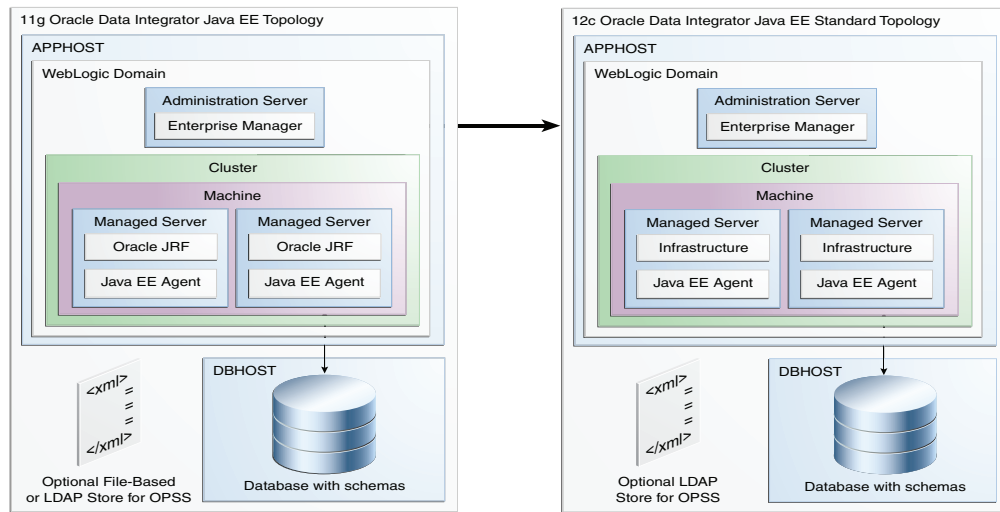 11g Oracle Data Integrator Java EE Topology
APPHOST
WebLogic Domain
Administration Server
Enterprise Manager
Cluster
Machine
Managed Server
Oracle JRF
Java EE Agent
Managed Server
Oracle JRF
Java EE Agent
<xml>
=
=
=
</xml>
Optional File-Based
or LDAP Store for OPSS
DBHOST
Database with schemas
12c Oracle Data Integrator Java EE Standard Topology
APPHOST
WebLogic Domain
Administration Server
Enterprise Manager
Cluster
Machine
Managed Server
Infrastructure
Java EE Agent
Managed Server
Infrastructure
Java EE Agent
<xml>
=
=
=
</xml>
Optional LDAP
Store for OPSS
DBHOST
Database with schemas